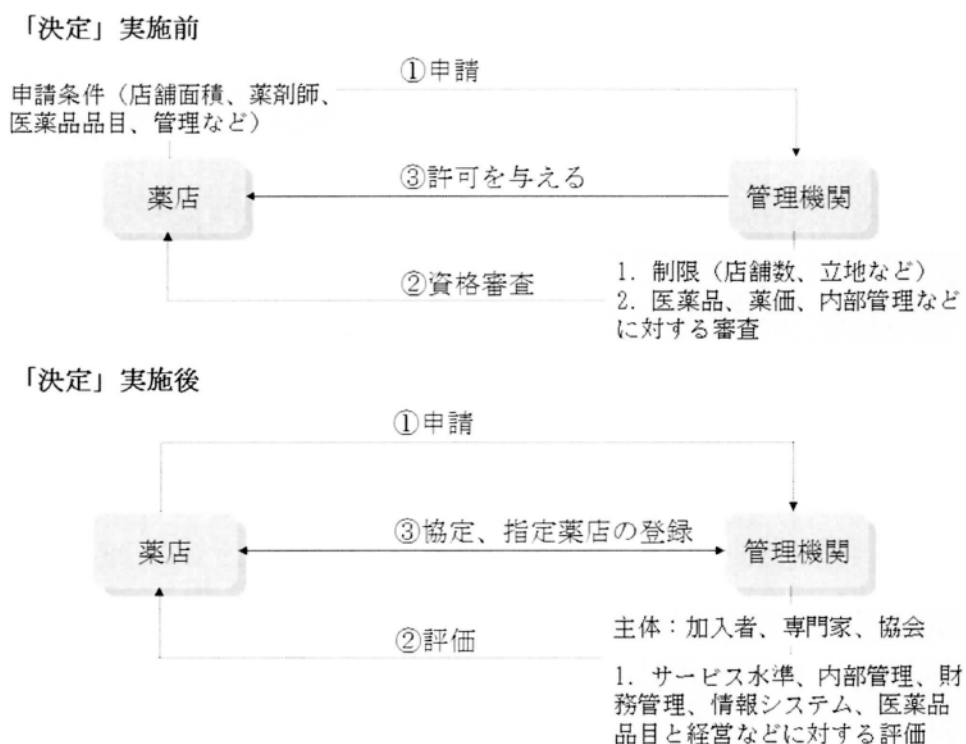 「決定」実施前
①申請
申請条件（店舗面積、薬剤師、
医薬品品目、管理など）
③許可を与える
薬店
管理機関
②資格審査
1. 制限（店舗数、立地など）
2. 医薬品、薬価、内部管理など
に対する審査
「決定」実施後
①申請
③協定、指定薬店の登録
薬店
管理機関
主体：加入者、専門家、協会
②評価
1. サービス水準、内部管理、財
務管理、情報システム、医薬品
品目と経営などに対する評価